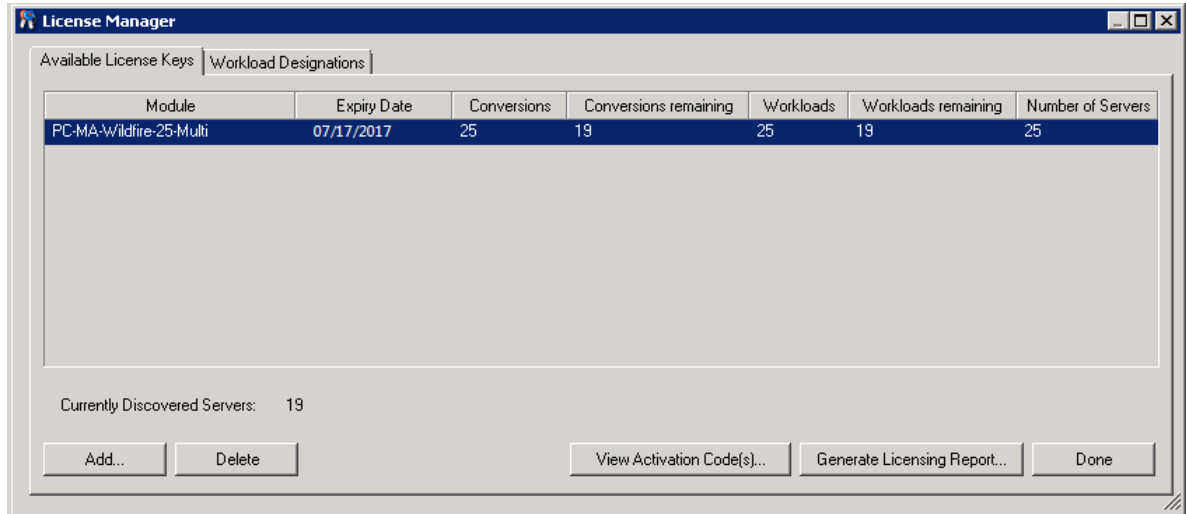 License Manager
Available License Keys Workload Designations
Module Expiry Date Conversions Conversions remaining Workloads Workloads remaining Number of Servers
PC-MA-Wildfire-25-Multi 07/17/2017 25 19 25 19 25
Currently Discovered Servers: 19
Add... Delete View Activation Code(s)... Generate Licensing Report... Done